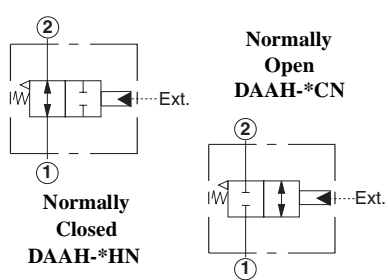 ②
Ext.
①
Normally
Closed
DAAH-*HN
Normally
Open
DAAH-*CN
②
Ext.
①